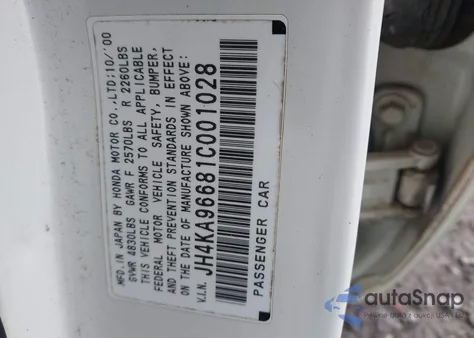 MFD.IN JAPAN BY HONDA MOTOR CO.,LTD:10/'00
GVWR 4830LBS GAWR F 2570LBS R 2260LBS
THIS VEHICLE CONFORMS TO ALL APPLICABLE
FEDERAL MOTOR VEHICLE SAFETY, BUMPER,
AND THEFT PREVENTION STANDARDS IN EFFECT
ON THE DATE OF MANUFACTURE SHOWN ABOVE:
V.I.N. JH4KA96681C001028
PASSENGER CAR
autoSnap